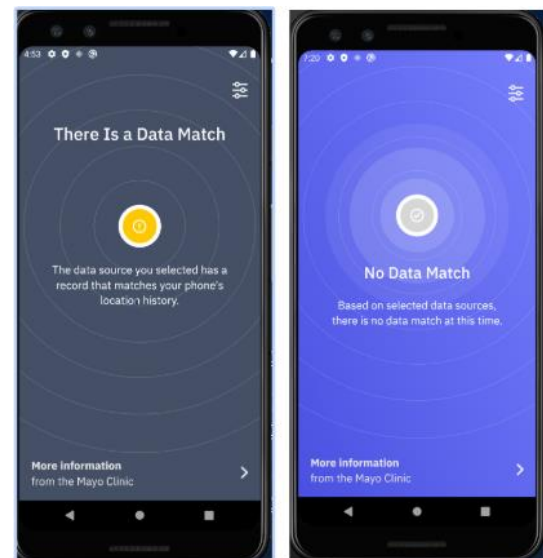 4:53
There Is a Data Match
The data source you selected has a
record that matches your phone's
location history.
More information
from the Mayo Clinic
7:20
No Data Match
Based on selected data sources,
there is no data match at this time.
More information
from the Mayo Clinic